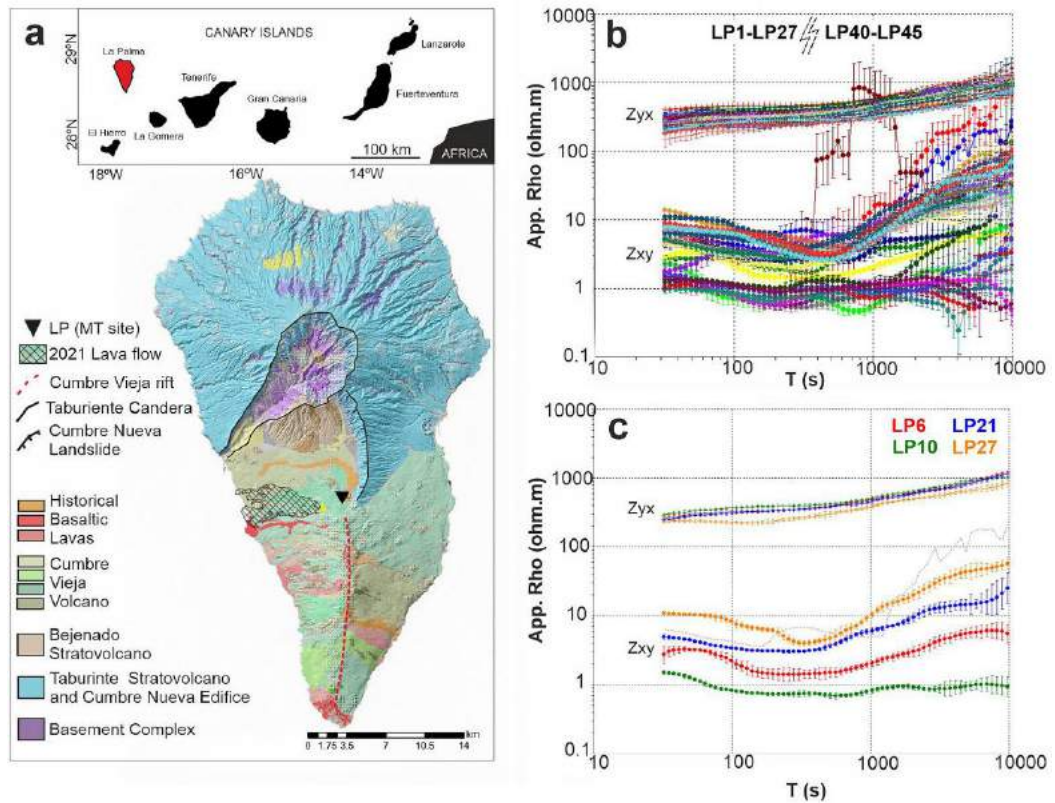 a
CANARY ISLANDS
29ºN
28ºN
La Palma
Tenerife
Lanzarote
Fuerteventura
Gran Canaria
El Hierro
La Gomera
100 km
AFRICA
18ºW
16ºW
14ºW
LP (MT site)
2021 Lava flow
Cumbre Vieja rift
Taburiente Candera
Cumbre Nueva
Landslide
Historical
Basaltic
Lavas
Cumbre
Vieja
Volcano
Bejenado
Stratovolcano
Taburinte Stratovolcano
and Cumbre Nueva Edifice
Basement Complex
km
0 1.75 3.5 7 10.5 14
b
LP1-LP27 LP40-LP45
App. Rho (ohm.m)
10000
1000
100
10
1
0.1
Zyx
Zxy
10 100 1000 10000
T (s)
c
LP6 LP21
LP10 LP27
App. Rho (ohm.m)
10000
1000
100
10
1
0.1
Zyx
Zxy
10 100 1000 10000
T (s)